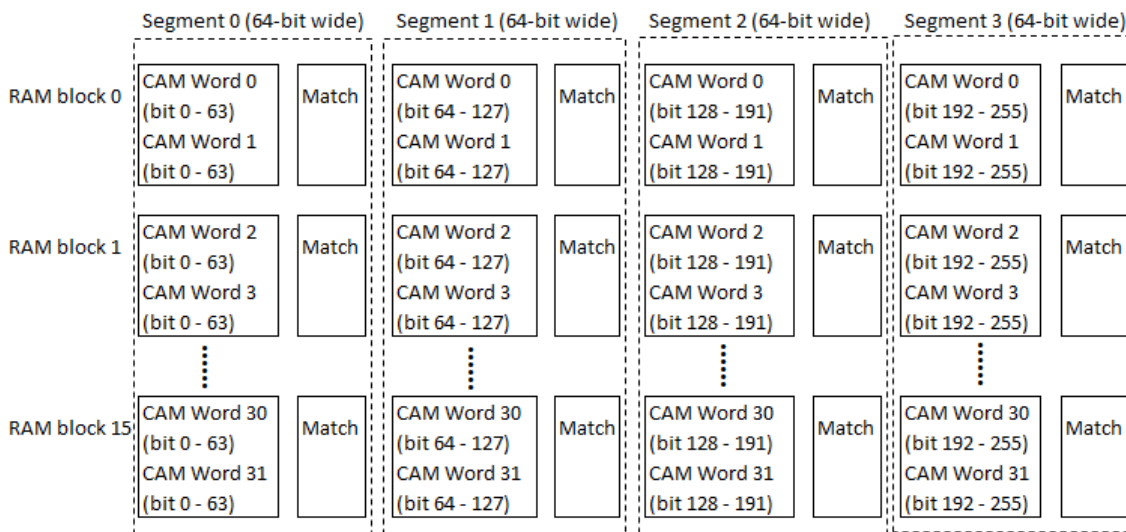 Segment 0 (64-bit wide) Segment 1 (64-bit wide) Segment 2 (64-bit wide) Segment 3 (64-bit wide)
RAM block 0 CAM Word 0 Match CAM Word 0 Match CAM Word 0 Match CAM Word 0 Match
(bit 0 - 63) (bit 64 - 127) (bit 128 - 191) (bit 192 - 255)
CAM Word 1 CAM Word 1 CAM Word 1 CAM Word 1
(bit 0 - 63) (bit 64 - 127) (bit 128 - 191) (bit 192 - 255)
RAM block 1 CAM Word 2 Match CAM Word 2 Match CAM Word 2 Match CAM Word 2 Match
(bit 0 - 63) (bit 64 - 127) (bit 128 - 191) (bit 192 - 255)
CAM Word 3 CAM Word 3 CAM Word 3 CAM Word 3
(bit 0 - 63) (bit 64 - 127) (bit 128 - 191) (bit 192 - 255)
RAM block 15 CAM Word 30 Match CAM Word 30 Match CAM Word 30 Match CAM Word 30 Match
(bit 0 - 63) (bit 64 - 127) (bit 128 - 191) (bit 192 - 255)
CAM Word 31 CAM Word 31 CAM Word 31 CAM Word 31
(bit 0 - 63) (bit 64 - 127) (bit 128 - 191) (bit 192 - 255)